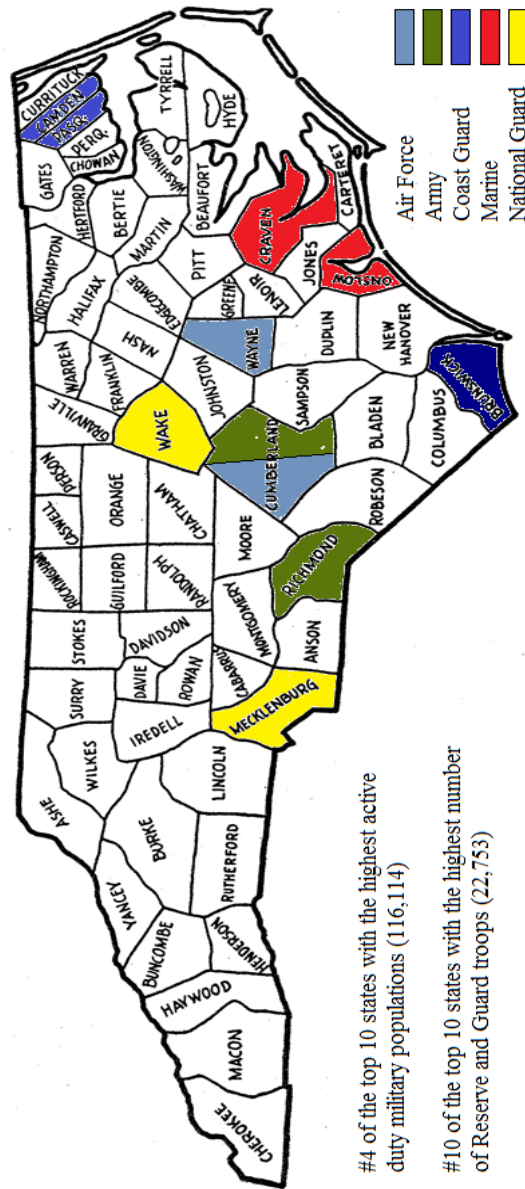 CURRITUCK
CAMDEN
PASQ.
PERQ.
CHOWAN
GATES
HERTFORD
BERTIE
WASHINGTON
TYRRELL
HYDE
NORTHAMPTON
HALIFAX
MARTIN
BEAUFORT
EDGECOMBE
PITT
CRAVEN
CARTERET
WARREN
FRANKLIN
NASH
GREENE
LENOIR
JONES
ONSLOW
GRANVILLE
WAKE
JOHNSTON
WAYNE
DUPLIN
NEW
HANOVER
PERSON
CASWELL
ORANGE
CHATHAM
CUMBERLAND
SAMPSON
BLADEN
COLUMBUS
BRUNSWICK
ROCKINGHAM
GUILFORD
RANDOLPH
MOORE
ROBESON
STOKES
DAVIDSON
MONTGOMERY
RICHMOND
SURRY
DAVIE
ROWAN
CABARRUS
ANSON
MECKLENBURG
ASHE
WILKES
IREDELL
LINCOLN
YANCEY
BURKE
RUTHERFORD
BUNCOMBE
HENDERSON
HAYWOOD
MACON
CHEROKEE
#4 of the top 10 states with the highest active
duty military populations (116,114)
#10 of the top 10 states with the highest number
of Reserve and Guard troops (22,753)
Air Force
Army
Coast Guard
Marine
National Guard